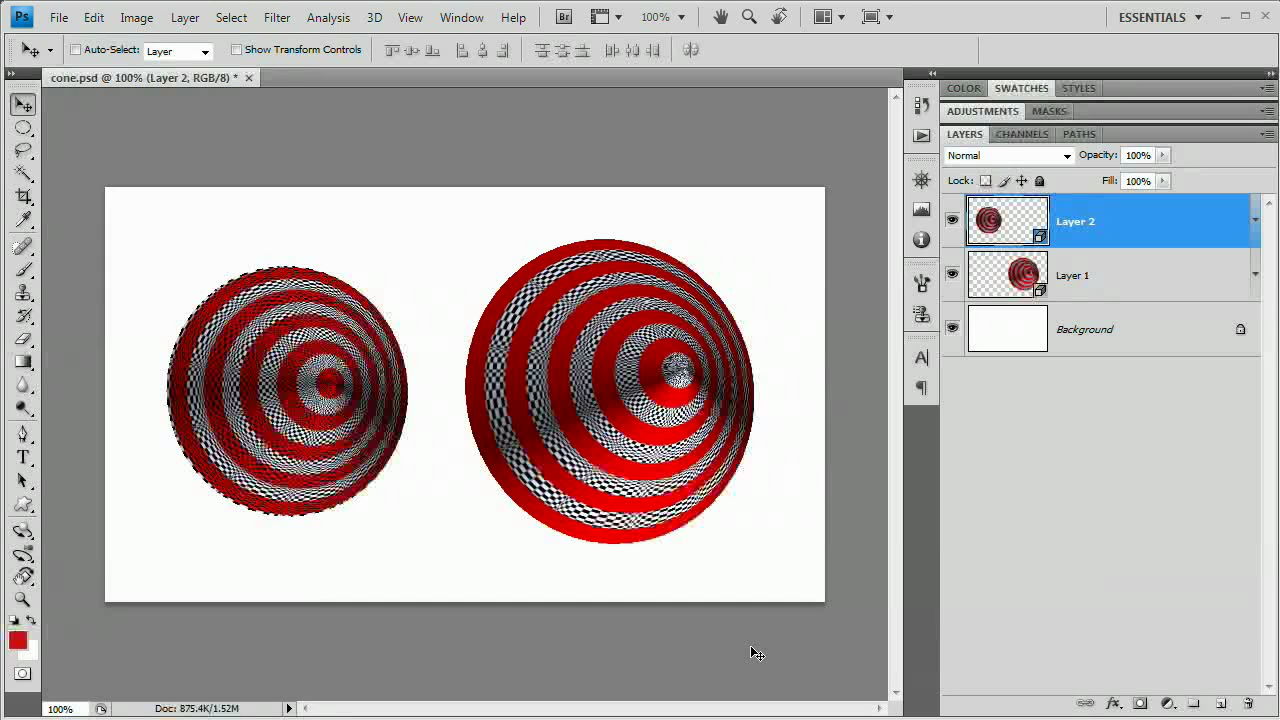 Ps File Edit Image Layer Select Filter Analysis 3D View Window Help Br 100% ESSENTIALS
Auto-Select: Layer Show Transform Controls
cone.psd @ 100% (Layer 2, RGB/8) *
COLOR SWATCHES STYLES
ADJUSTMENTS MASKS
LAYERS CHANNELS PATHS
Normal Opacity: 100%
Lock: Fill: 100%
Layer 2
Layer 1
Background
A
T
fx
100% Doc: 875.4K/1.52M